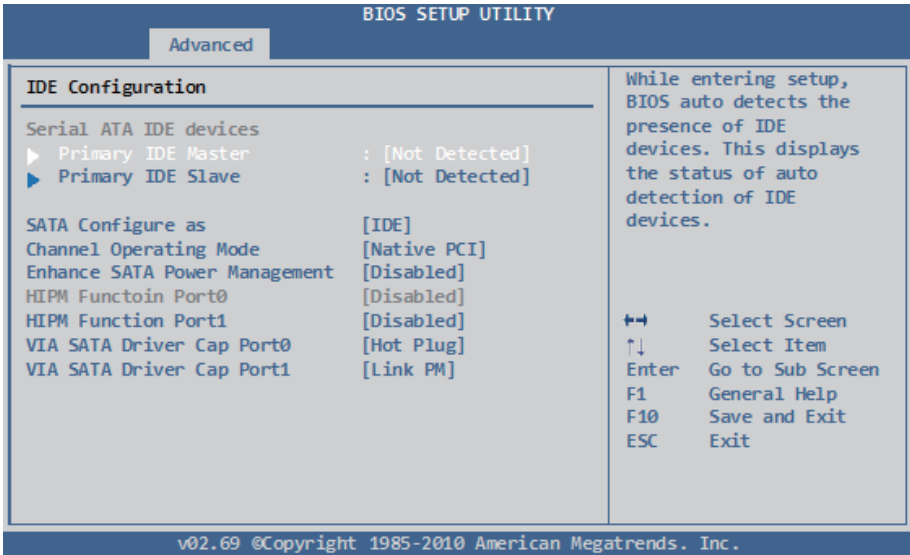 BIOS SETUP UTILITY
Advanced
IDE Configuration
Serial ATA IDE devices
Primary IDE Master : [Not Detected]
Primary IDE Slave : [Not Detected]
SATA Configure as [IDE]
Channel Operating Mode [Native PCI]
Enhance SATA Power Management [Disabled]
HIPM Functoin Port0 [Disabled]
HIPM Function Port1 [Disabled]
VIA SATA Driver Cap Port0 [Hot Plug]
VIA SATA Driver Cap Port1 [Link PM]
While entering setup,
BIOS auto detects the
presence of IDE
devices. This displays
the status of auto
detection of IDE
devices.
←→ Select Screen
↑↓ Select Item
Enter Go to Sub Screen
F1 General Help
F10 Save and Exit
ESC Exit
v02.69 ©Copyright 1985-2010 American Megatrends. Inc.